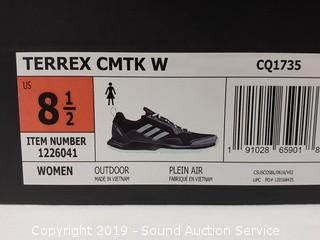 TERREX CMTK W
CQ1735
US
8 1/2
ITEM NUMBER
1226041
WOMEN
OUTDOOR
MADE IN VIETNAM
PLEIN AIR
FABRIQUÉ EN VIETNAM
1 91028 65901 8
Copyright 2019 - Sound Auction Service